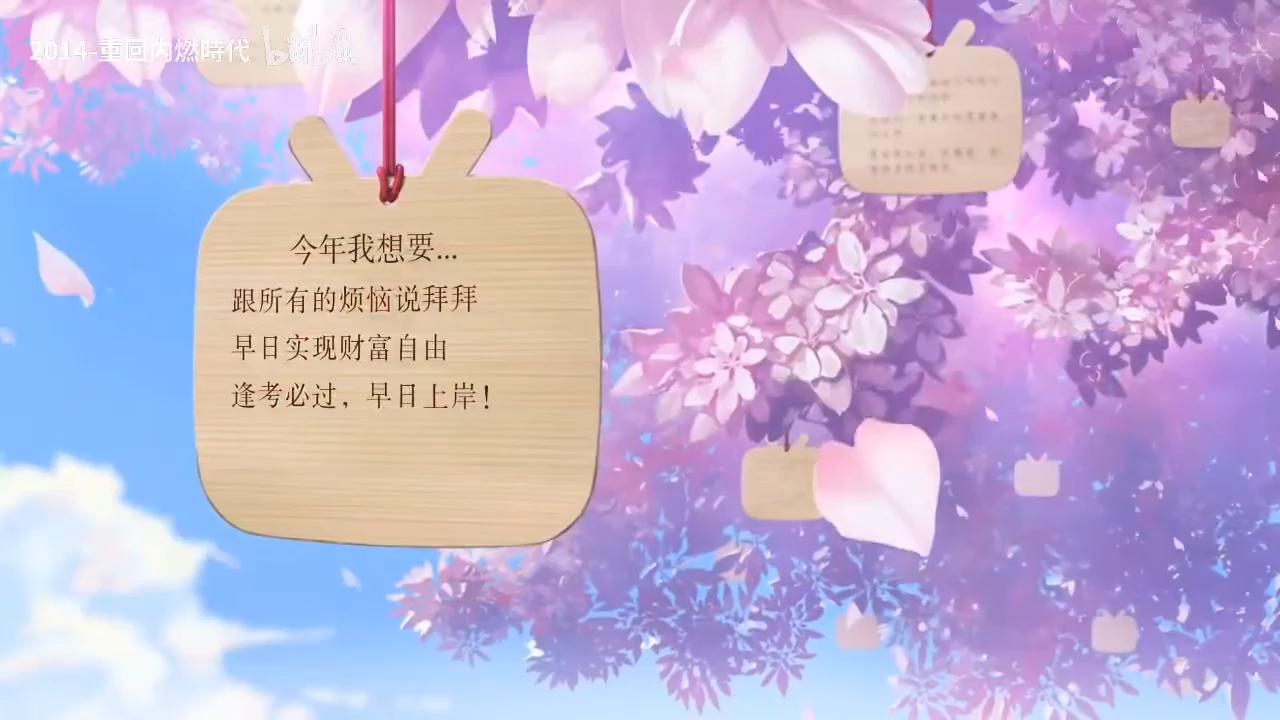 2014-重回内燃時代 bilibili
今年我想要...
跟所有的烦恼说拜拜
早日实现财富自由
逢考必过，早日上岸！